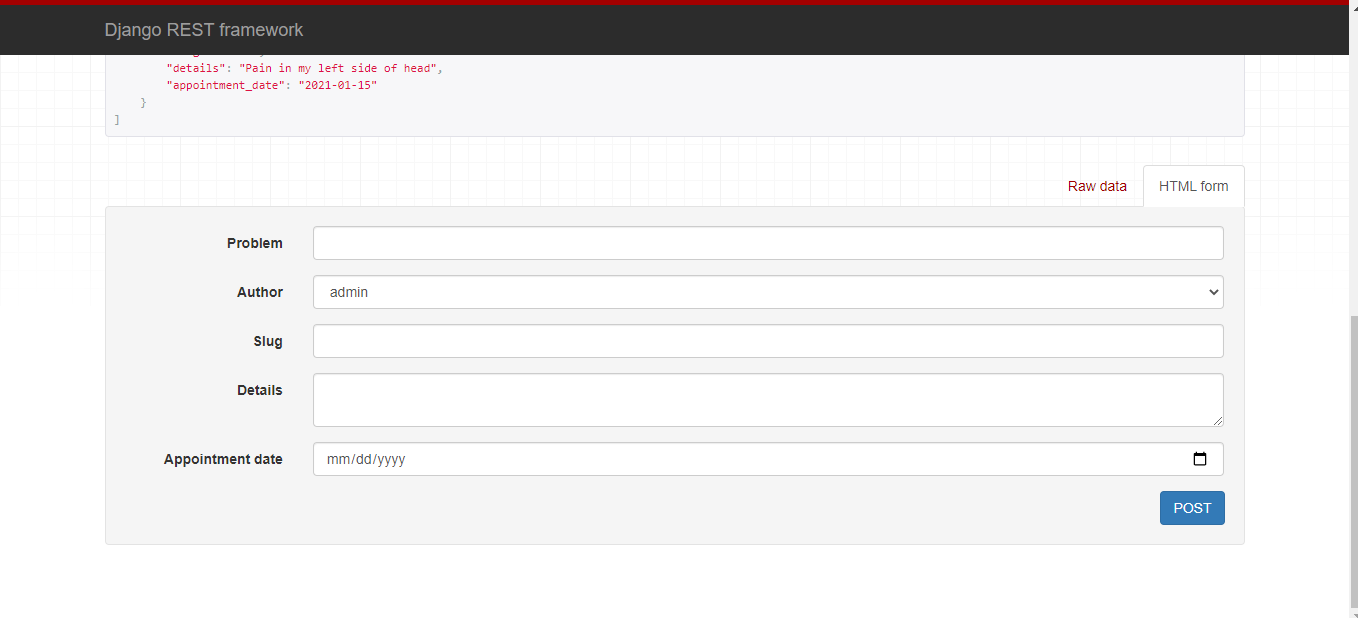 Django REST framework
"details": "Pain in my left side of head",
"appointment_date": "2021-01-15"
}
]
Raw data
HTML form
Problem
Author
admin
Slug
Details
Appointment date
mm/dd/yyyy
POST